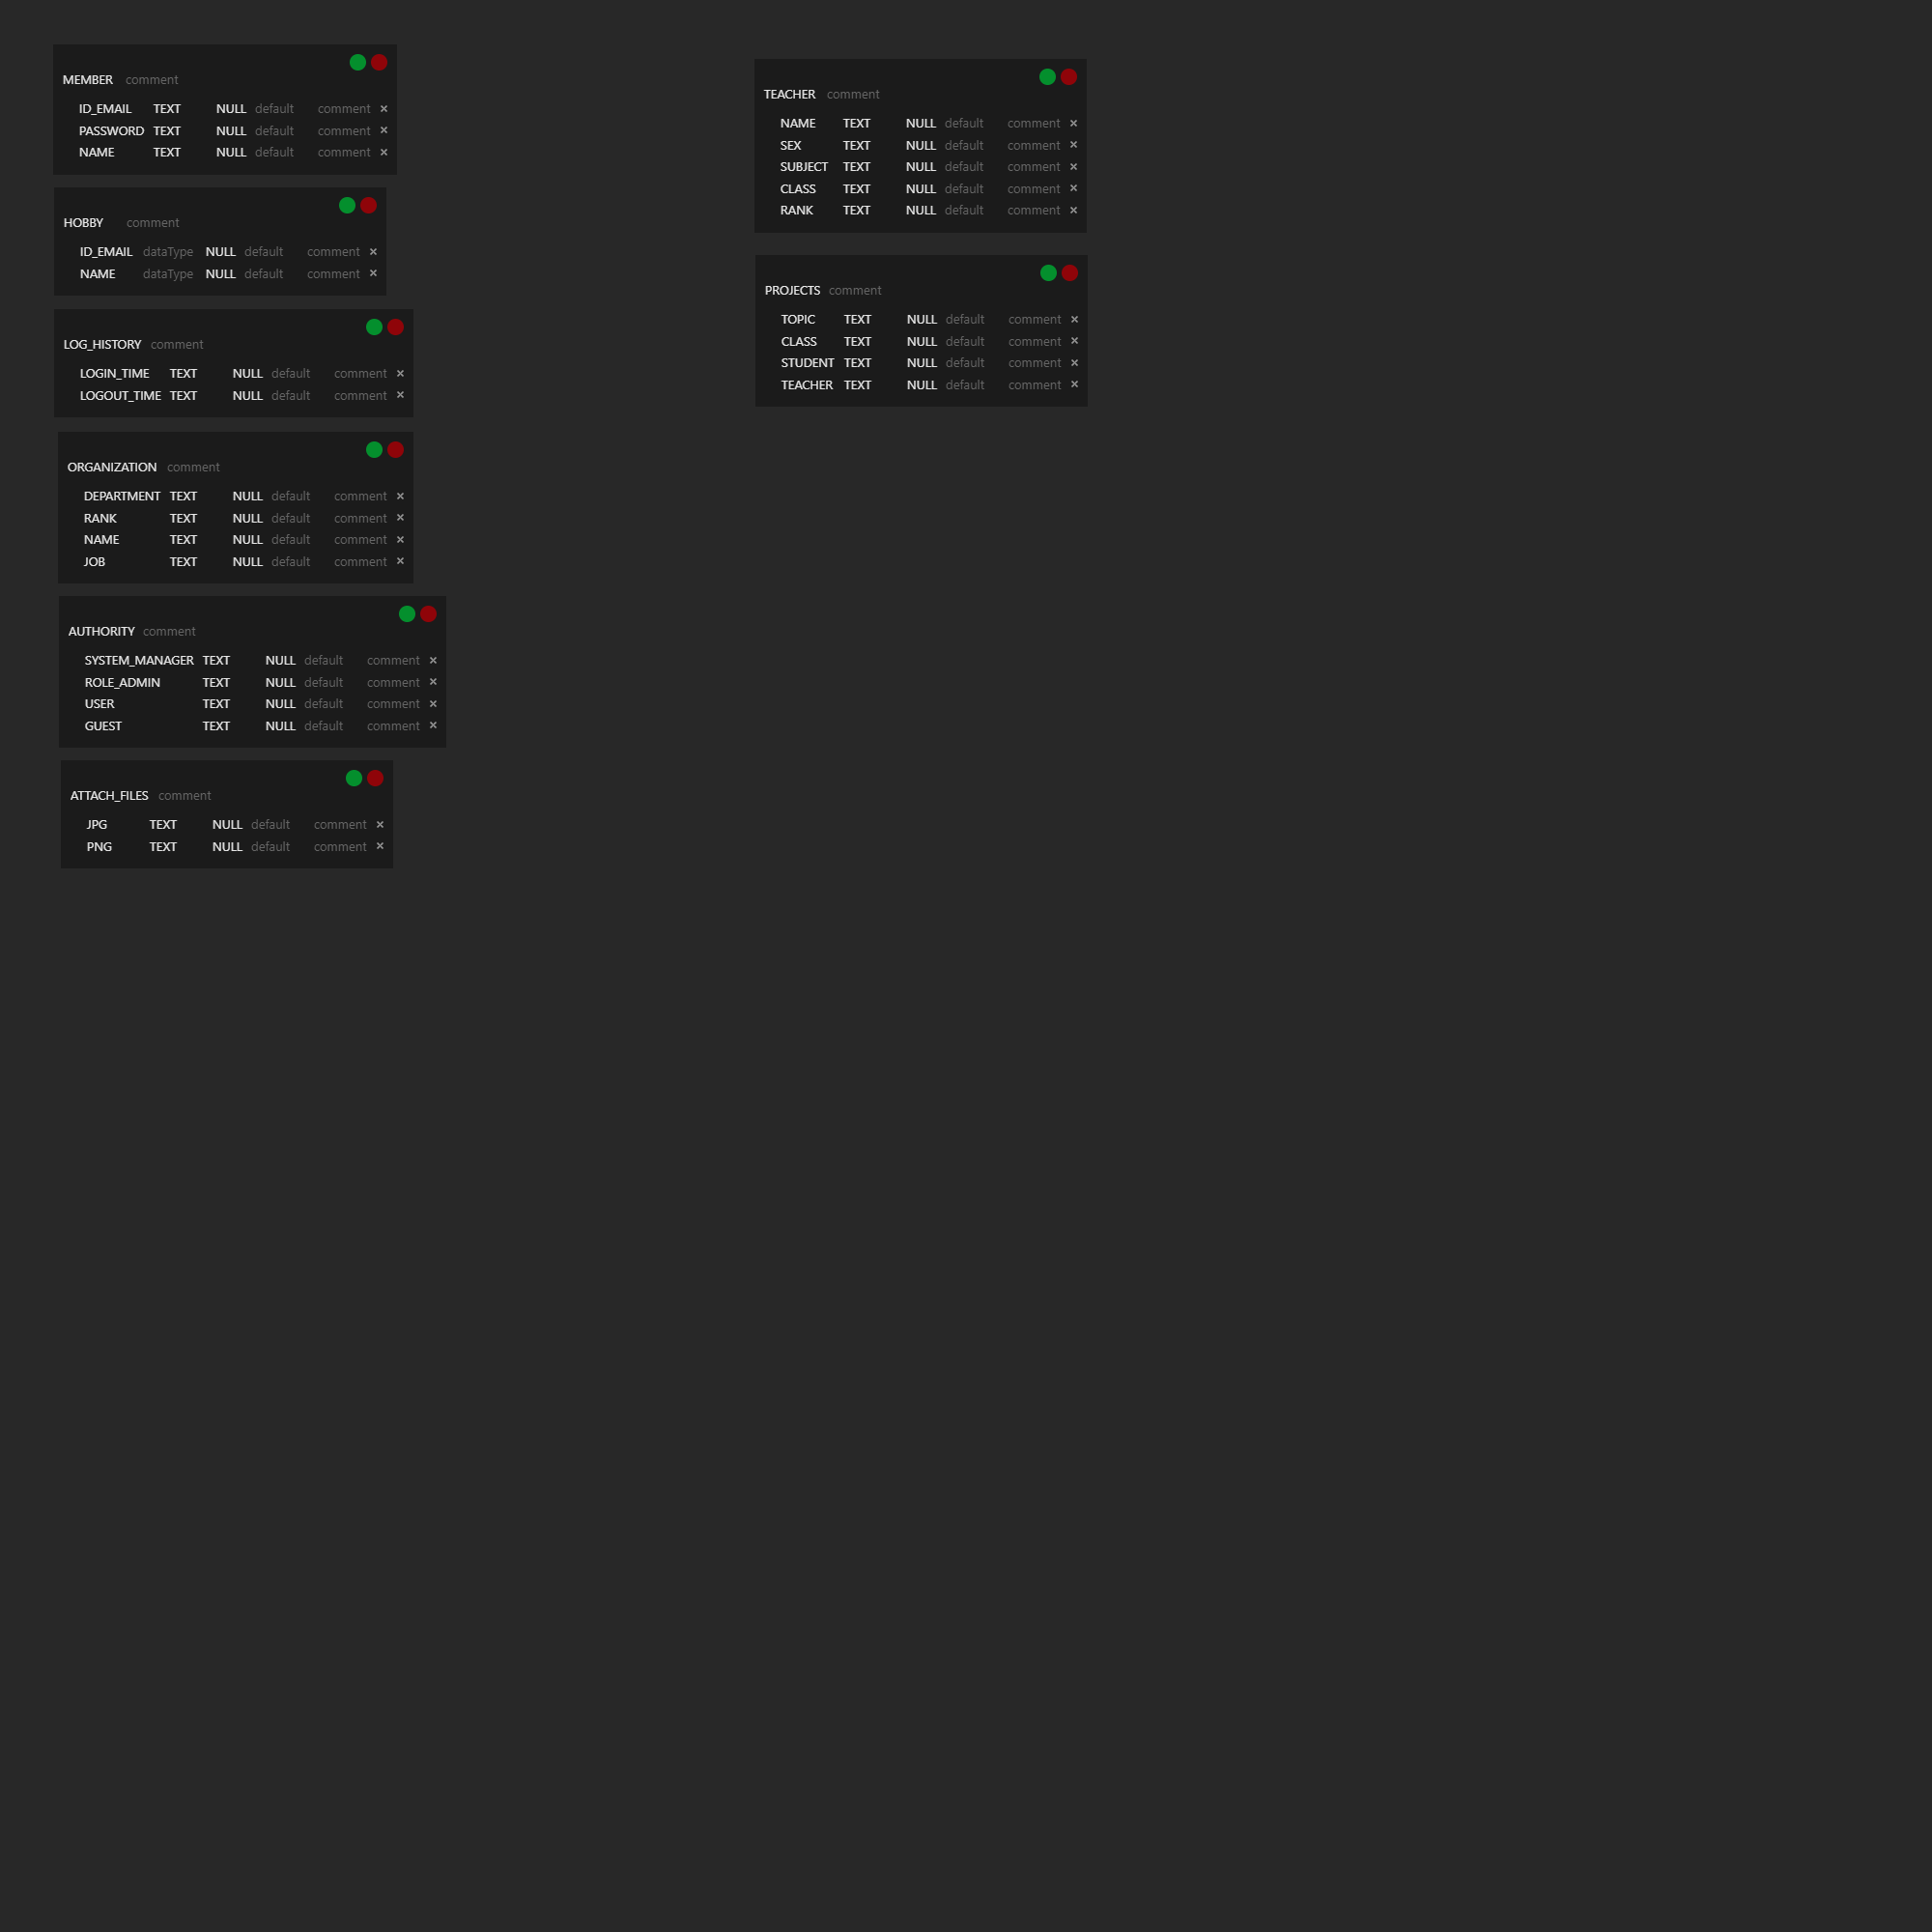 MEMBER comment
ID_EMAIL TEXT NULL default comment ×
PASSWORD TEXT NULL default comment ×
NAME TEXT NULL default comment ×
HOBBY comment
ID_EMAIL dataType NULL default comment ×
NAME dataType NULL default comment ×
LOG_HISTORY comment
LOGIN_TIME TEXT NULL default comment ×
LOGOUT_TIME TEXT NULL default comment ×
ORGANIZATION comment
DEPARTMENT TEXT NULL default comment ×
RANK TEXT NULL default comment ×
NAME TEXT NULL default comment ×
JOB TEXT NULL default comment ×
AUTHORITY comment
SYSTEM_MANAGER TEXT NULL default comment ×
ROLE_ADMIN TEXT NULL default comment ×
USER TEXT NULL default comment ×
GUEST TEXT NULL default comment ×
ATTACH_FILES comment
JPG TEXT NULL default comment ×
PNG TEXT NULL default comment ×
TEACHER comment
NAME TEXT NULL default comment ×
SEX TEXT NULL default comment ×
SUBJECT TEXT NULL default comment ×
CLASS TEXT NULL default comment ×
RANK TEXT NULL default comment ×
PROJECTS comment
TOPIC TEXT NULL default comment ×
CLASS TEXT NULL default comment ×
STUDENT TEXT NULL default comment ×
TEACHER TEXT NULL default comment ×